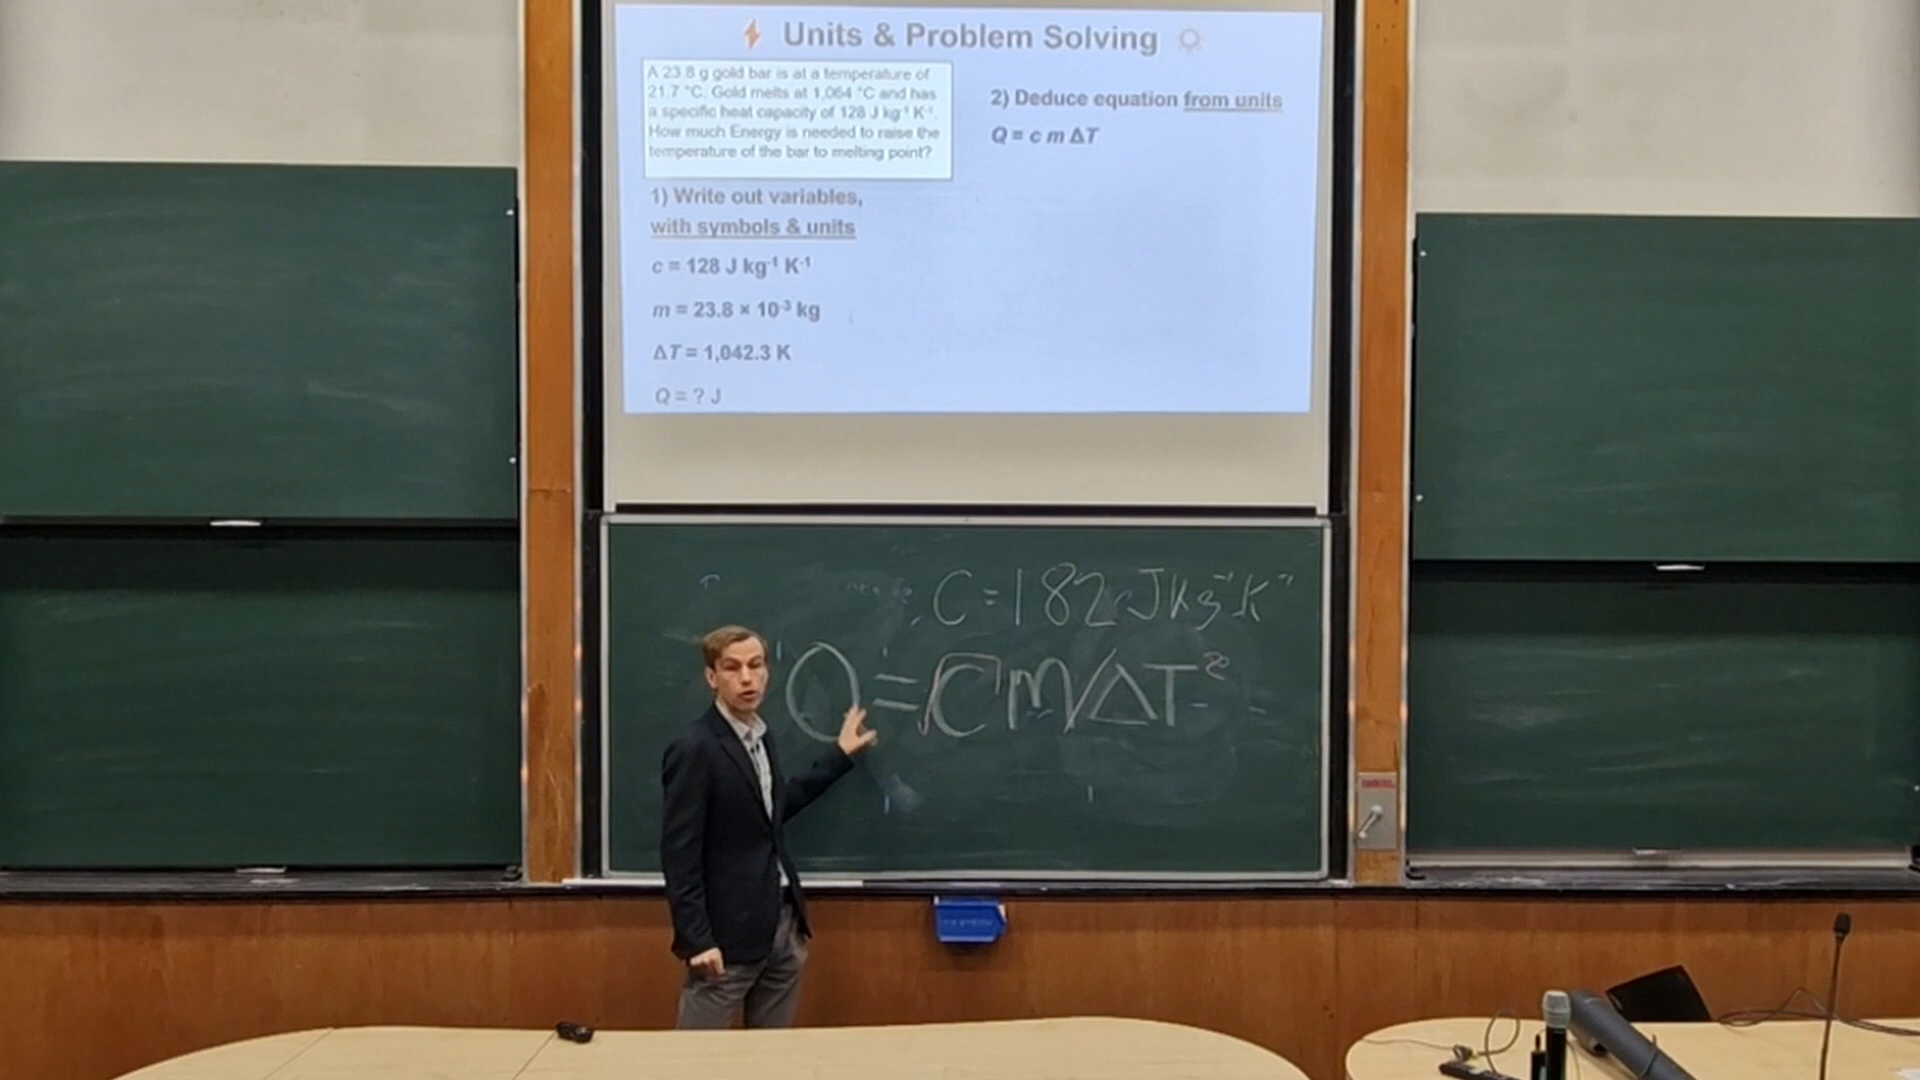 Units & Problem Solving
A 23.8 g gold bar is at a temperature of
21.7 °C. Gold melts at 1,064 °C and has
a specific heat capacity of 128 J kg⁻¹ K⁻¹.
How much Energy is needed to raise the
temperature of the bar to melting point?
1) Write out variables,
with symbols & units
c = 128 J kg⁻¹ K⁻¹
m = 23.8 × 10⁻³ kg
ΔT = 1,042.3 K
Q = ? J
2) Deduce equation from units
Q = c m ΔT
C = 182 J kg⁻¹ K⁻¹
Q = C m ΔT